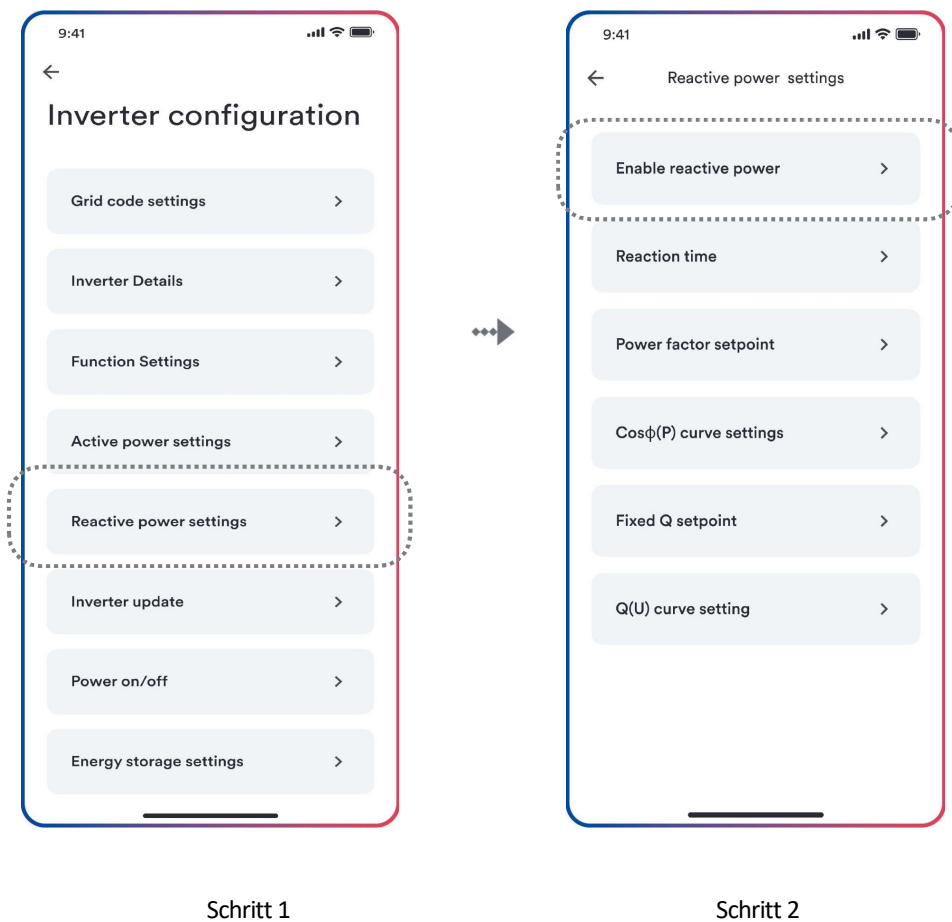 9:41
Inverter configuration
Grid code settings
Inverter Details
Function Settings
Active power settings
Reactive power settings
Inverter update
Power on/off
Energy storage settings
Schritt 1
9:41
Reactive power settings
Enable reactive power
Reaction time
Power factor setpoint
Cosϕ(P) curve settings
Fixed Q setpoint
Q(U) curve setting
Schritt 2